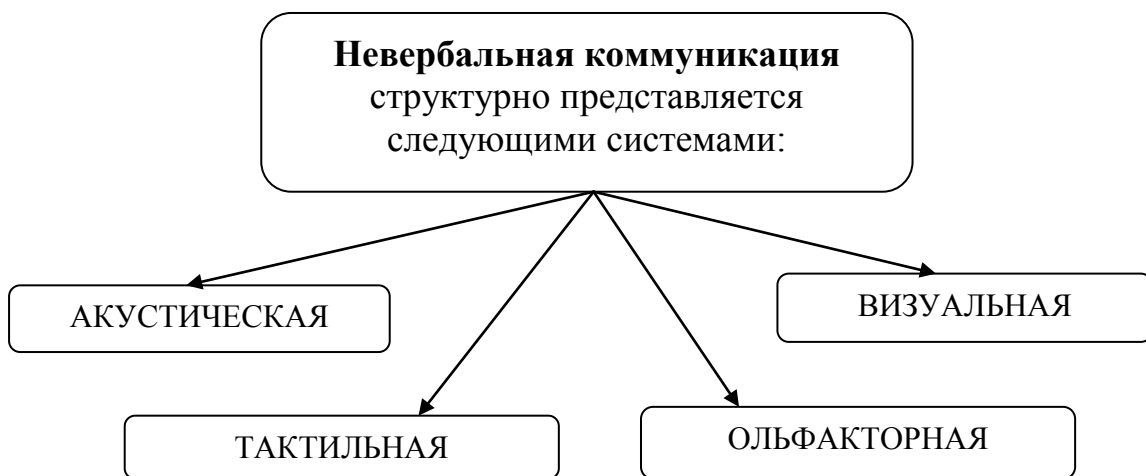 Невербальная коммуникация
структурно представляется
следующими системами:
АКУСТИЧЕСКАЯ
ВИЗУАЛЬНАЯ
ТАКТИЛЬНАЯ
ОЛЬФАКТОРНАЯ